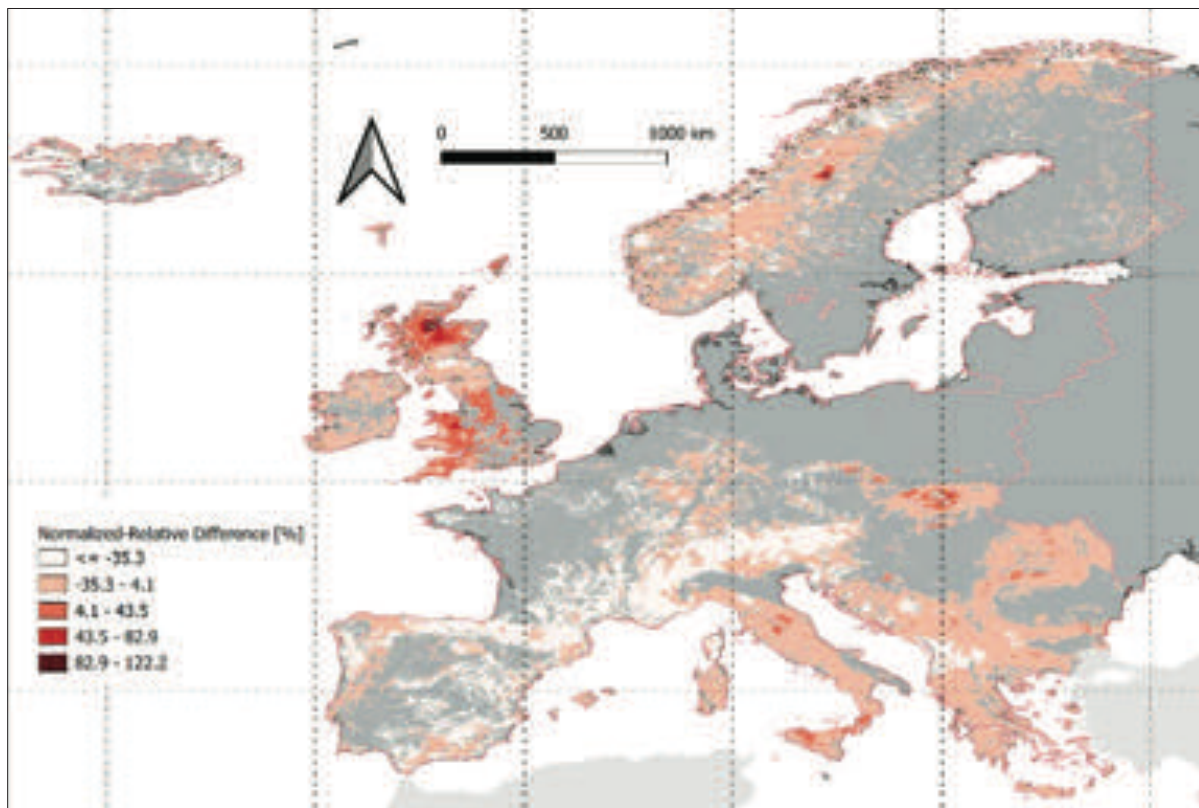 0 500 1000 km
Normalized-Relative Difference [%]
<= -35.3
-35.3 - 4.1
4.1 - 43.5
43.5 - 82.9
82.9 - 122.2